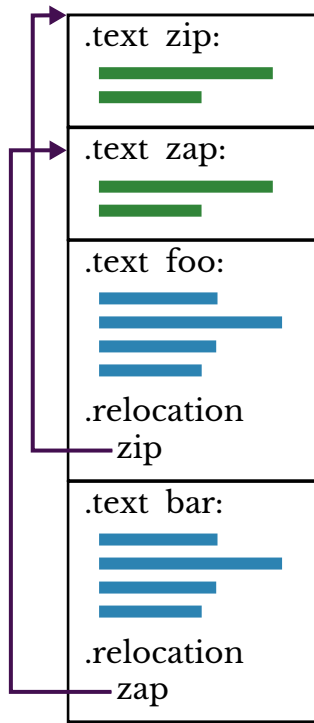 .text zip:
.text zap:
.text foo:
.relocation
zip
.text bar:
.relocation
zap